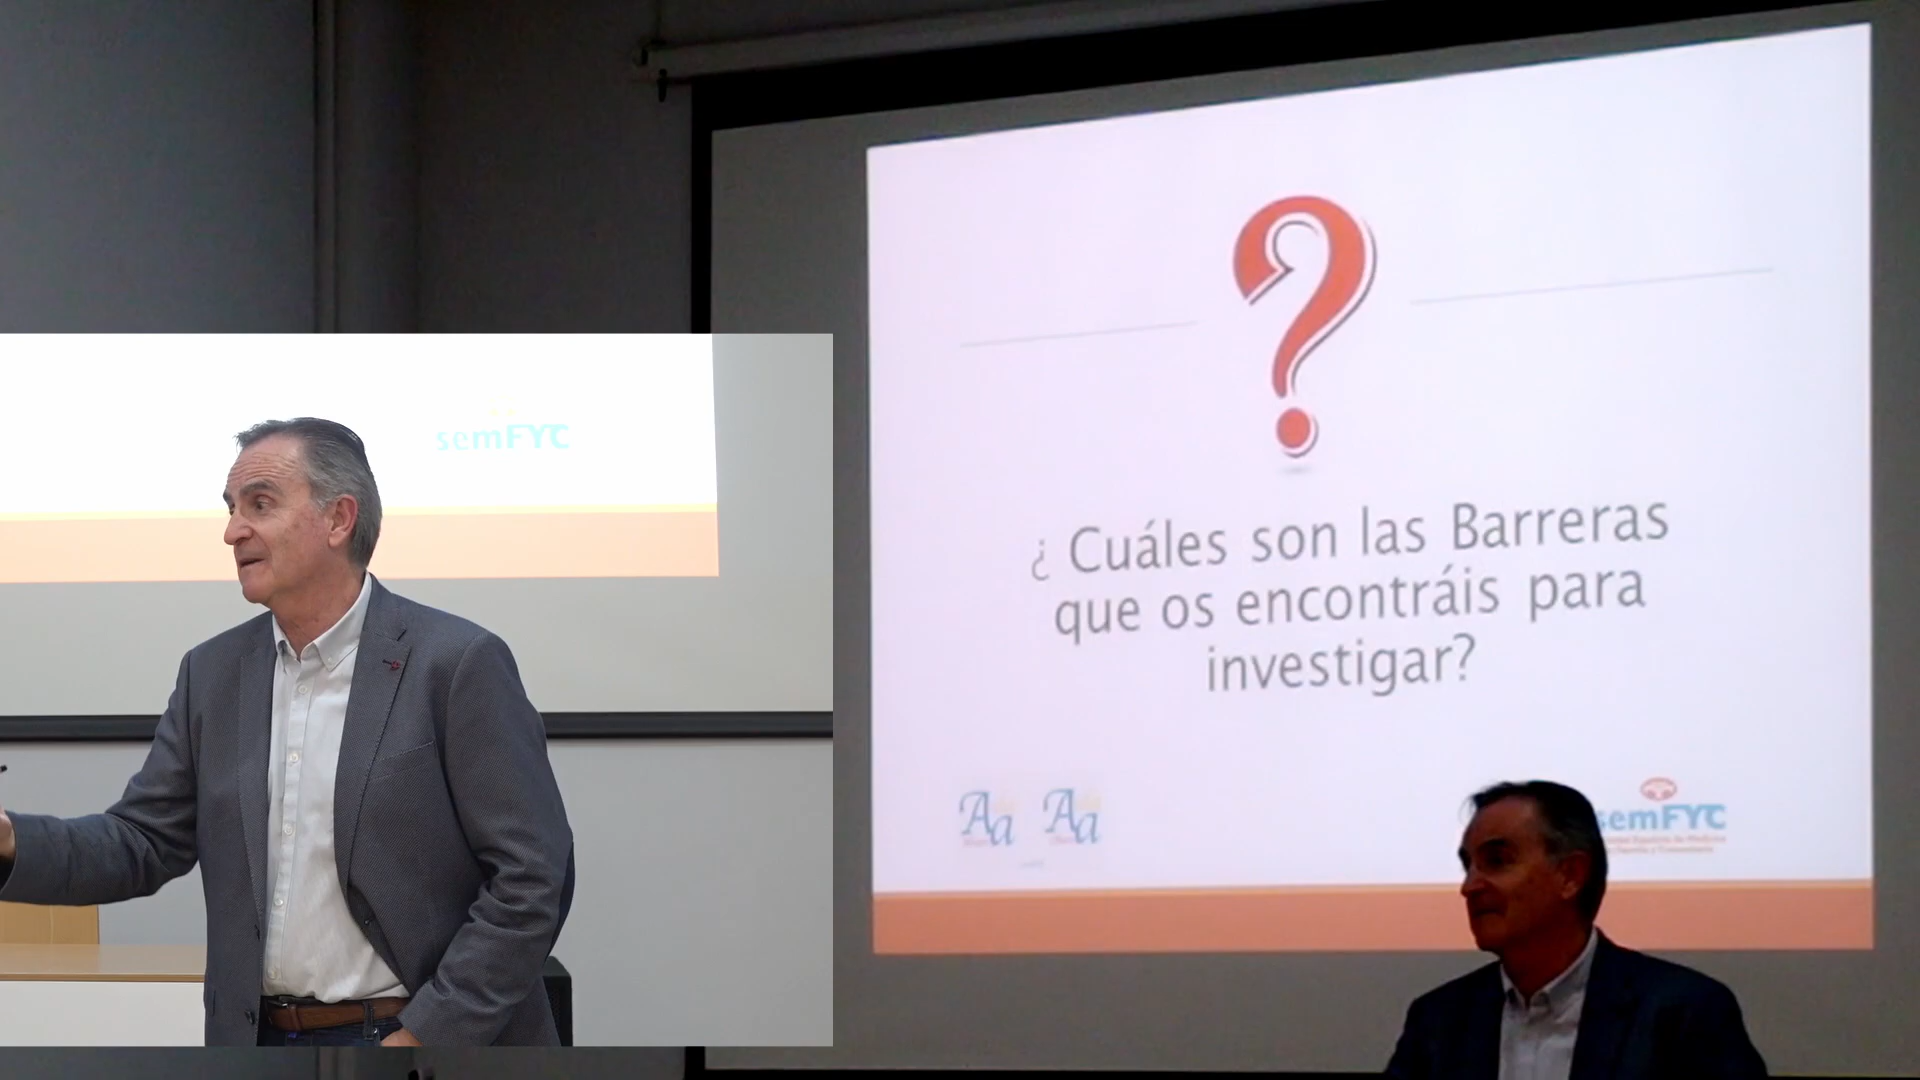 semFYC
?
¿ Cuáles son las Barreras
que os encontráis para
investigar?
Aa Aa
semFYC